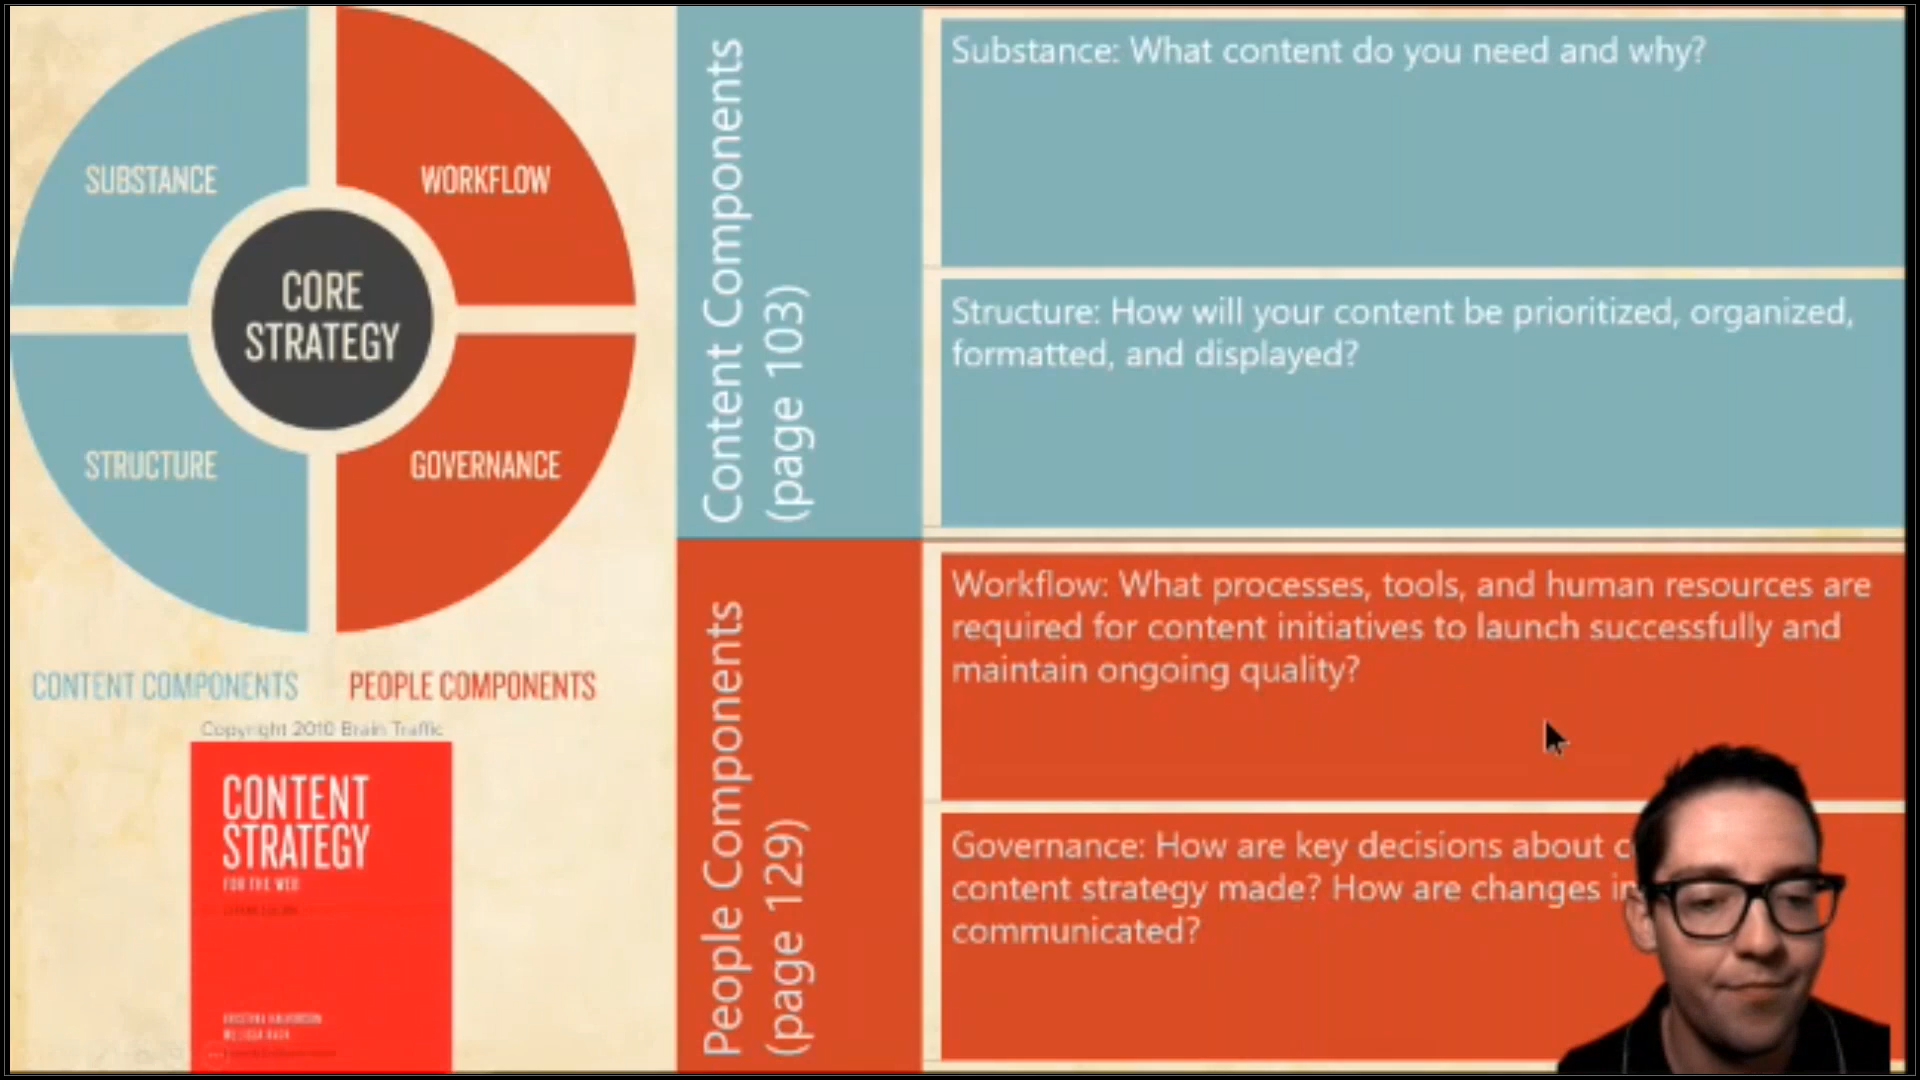 SUBSTANCE
WORKFLOW
CORE
STRATEGY
STRUCTURE
GOVERNANCE
CONTENT COMPONENTS
PEOPLE COMPONENTS
Copyright 2010 Brain Traffic
CONTENT
STRATEGY
FOR THE WEB
Content Components
(page 103)
Substance: What content do you need and why?
Structure: How will your content be prioritized, organized,
formatted, and displayed?
People Components
(page 129)
Workflow: What processes, tools, and human resources are
required for content initiatives to launch successfully and
maintain ongoing quality?
Governance: How are key decisions about
content strategy made? How are changes
communicated?